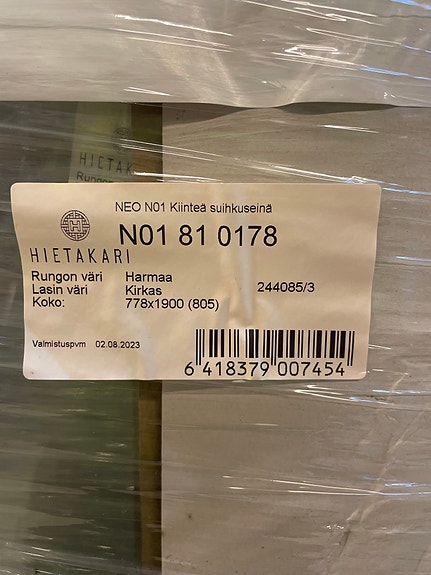 HIETAK
Rungon
NEO N01 Kiinteä suihkuseinä
N01 81 0178
HIETAKARI
Rungon väri Harmaa
Lasin väri Kirkas 244085/3
Koko: 778x1900 (805)
Valmistuspvm 02.08.2023
6 418379 007454